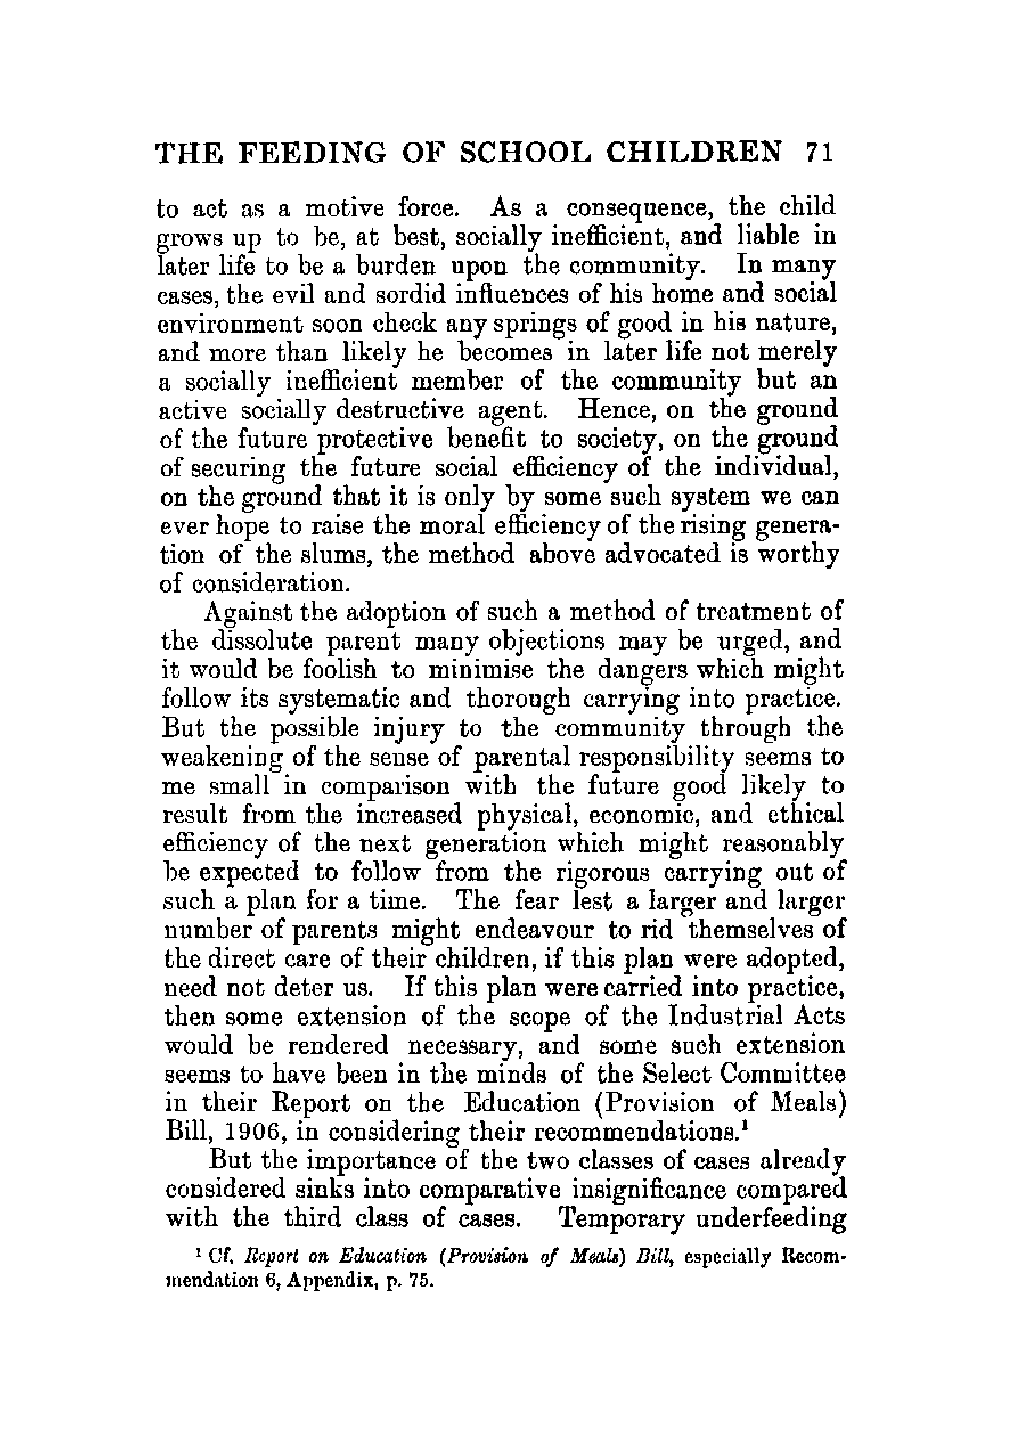 THE FEEDING OF SCHOOL CHILDREN 71
to act as a motive force. As a consequence, the child
grows up to be, at best, socially inefficient, and liable in
later life to be a burden upon the community. In many
cases, the evil and sordid influences of his home and social
environment soon check any springs of good in his nature,
and more than likely he becomes in later life not merely
a socially inefficient member of the community but an
active socially destructive agent. Hence, on the ground
of the future protective benefit to society, on the ground
of securing the future social efficiency of the individual,
on the ground that it is only by some such system we can
ever hope to raise the moral efficiency of the rising genera-
tion of the slums, the method above advocated is worthy
of consideration.
Against the adoption of such a method of treatment of
the dissolute parent many objections may be urged, and
it would be foolish to minimise the dangers which might
follow its systematic and thorough carrying into practice.
But the possible injury to the community through the
weakening of the sense of parental responsibility seems to
me small in comparison with the future good likely to
result from the increased physical, economic, and ethical
efficiency of the next generation which might reasonably
be expected to follow from the rigorous carrying out of
such a plan for a time. The fear lest a larger and larger
number of parents might endeavour to rid themselves of
the direct care of their children, if this plan were adopted,
need not deter us. If this plan were carried into practice,
then some extension of the scope of the Industrial Acts
would be rendered necessary, and some such extension
seems to have been in the minds of the Select Committee
in their Report on the Education (Provision of Meals)
Bill, 1906, in considering their recommendations.¹
But the importance of the two classes of cases already
considered sinks into comparative insignificance compared
with the third class of cases. Temporary underfeeding
¹ Cf. Report on Education (Provision of Meals) Bill, especially Recom-
mendation 6, Appendix, p. 75.